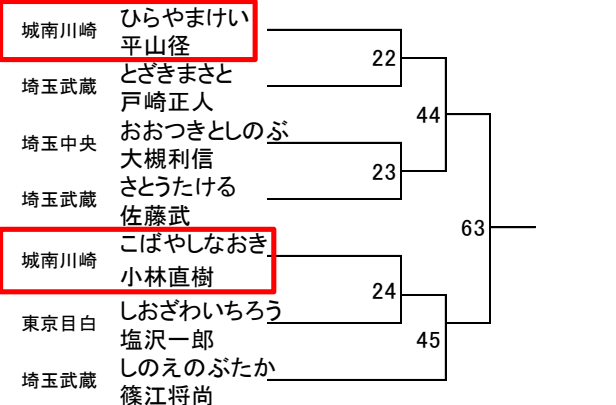 城南川崎
ひらやまけい
平山径
埼玉武蔵
とざきまさと
戸崎正人
埼玉中央
おおつきとしのぶ
大槻利信
埼玉武蔵
さとうたける
佐藤武
城南川崎
こばやしなおき
小林直樹
東京目白
しおざわいちろう
塩沢一郎
埼玉武蔵
しのえのぶたか
篠江将尚
22
23
24
44
45
63